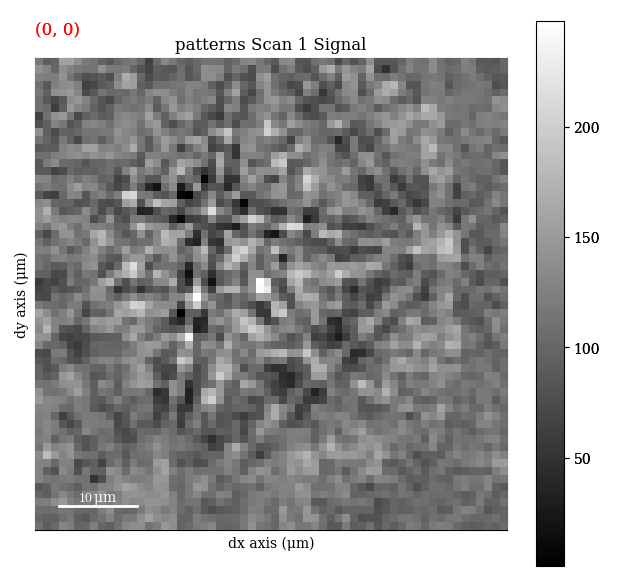 (0, 0)
patterns Scan 1 Signal
200
150
100
50
10 µm
dy axis (µm)
dx axis (µm)